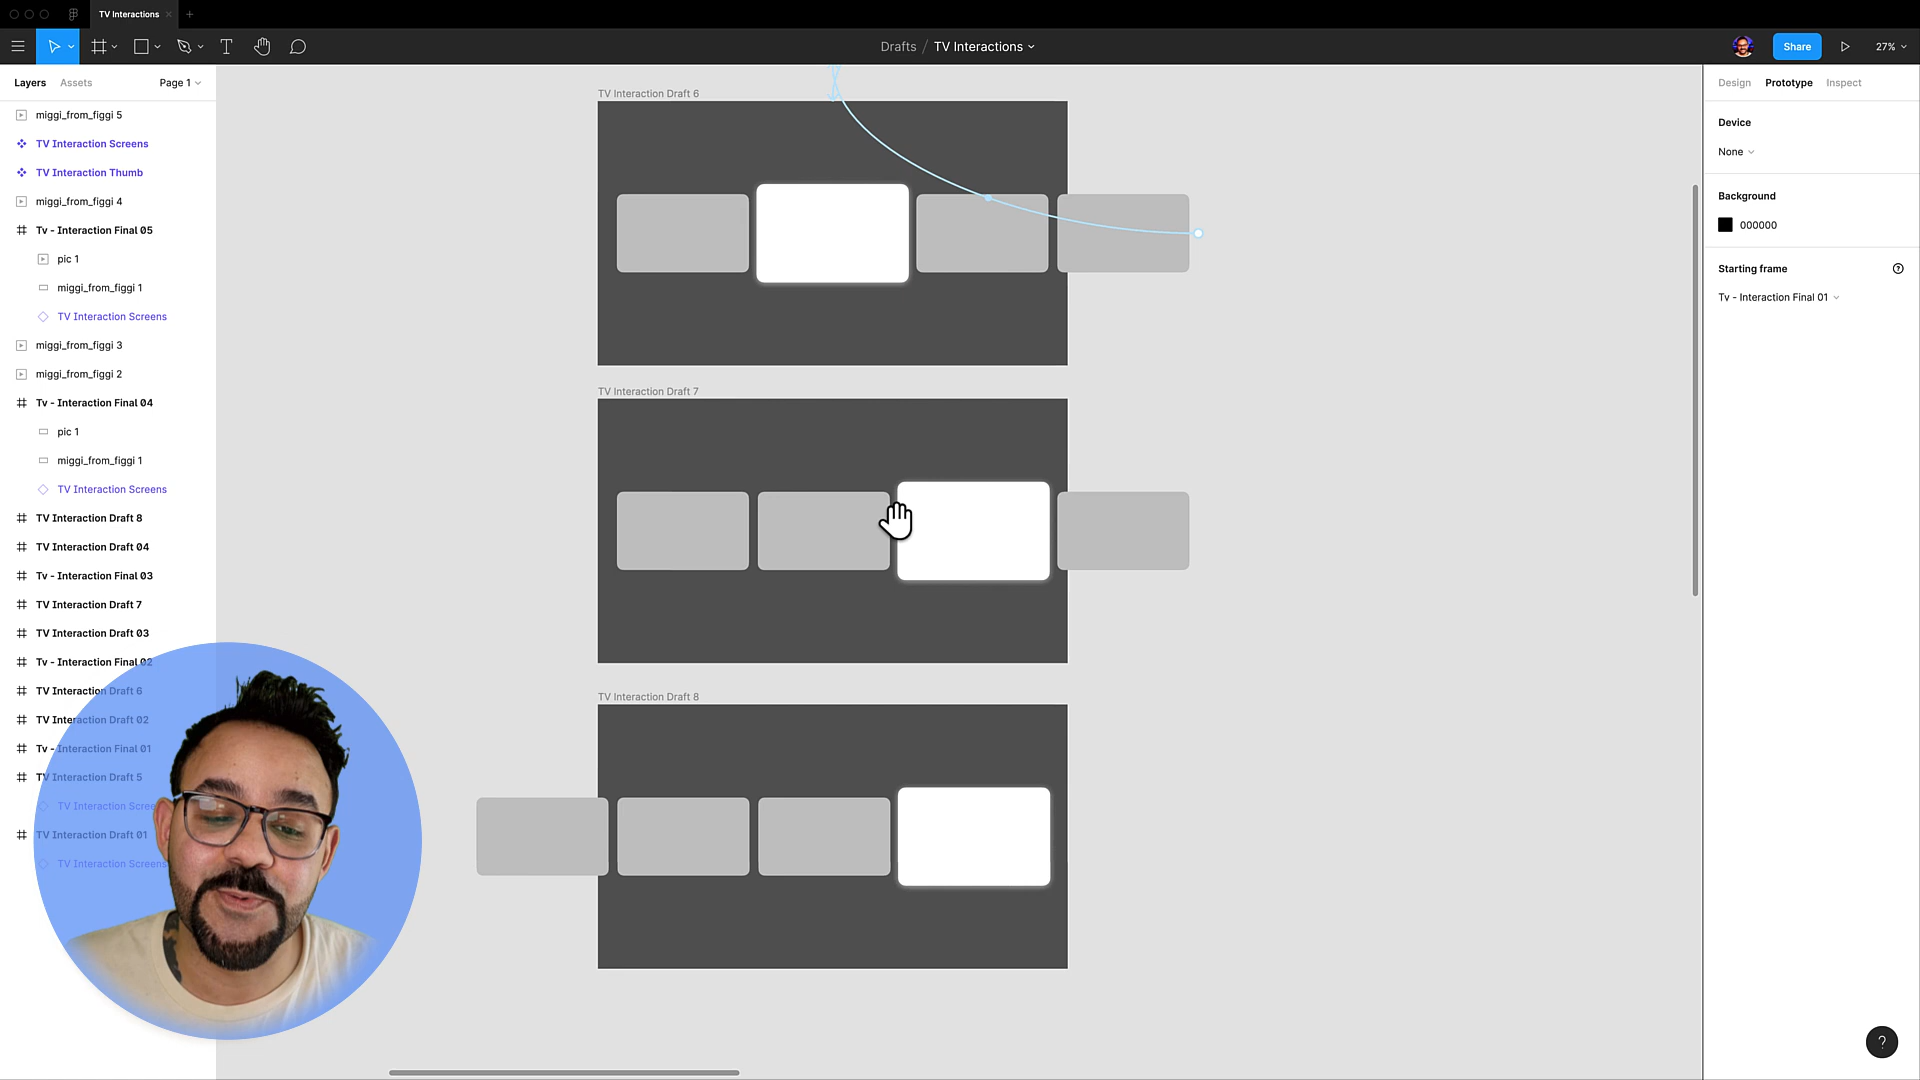 TV Interactions
Drafts / TV Interactions
Share
27%
Layers
Assets
Page 1
miggi_from_figgi 5
TV Interaction Screens
TV Interaction Thumb
miggi_from_figgi 4
Tv - Interaction Final 05
pic 1
miggi_from_figgi 1
TV Interaction Screens
miggi_from_figgi 3
miggi_from_figgi 2
Tv - Interaction Final 04
pic 1
miggi_from_figgi 1
TV Interaction Screens
TV Interaction Draft 8
TV Interaction Draft 04
Tv - Interaction Final 03
TV Interaction Draft 7
TV Interaction Draft 03
Tv - Interaction Final 02
TV Interaction Draft 6
TV Interaction Draft 02
Tv - Interaction Final 01
TV Interaction Draft 5
TV Interaction Scree
TV Interaction Draft 01
TV Interaction Screens
TV Interaction Draft 6
TV Interaction Draft 7
TV Interaction Draft 8
Design
Prototype
Inspect
Device
None
Background
000000
Starting frame
?
Tv - Interaction Final 01
?